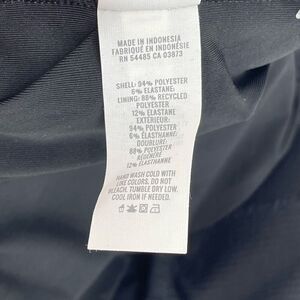 MADE IN INDONESIA
FABRIQUÉ EN INDONÉSIE
RN 54485 CA 03873
SHELL: 94% POLYESTER
6% ELASTANE;
LINING: 88% RECYCLED
POLYESTER
12% ELASTANE
EXTÉRIEUR:
94% POLYESTER
6% ÉLASTHANNE;
DOUBLURE:
88% POLYESTER
RÉGÉNÉRÉ
12% ÉLASTHANNE
HAND WASH COLD WITH
LIKE COLORS. DO NOT
BLEACH. TUMBLE DRY LOW.
COOL IRON IF NEEDED.